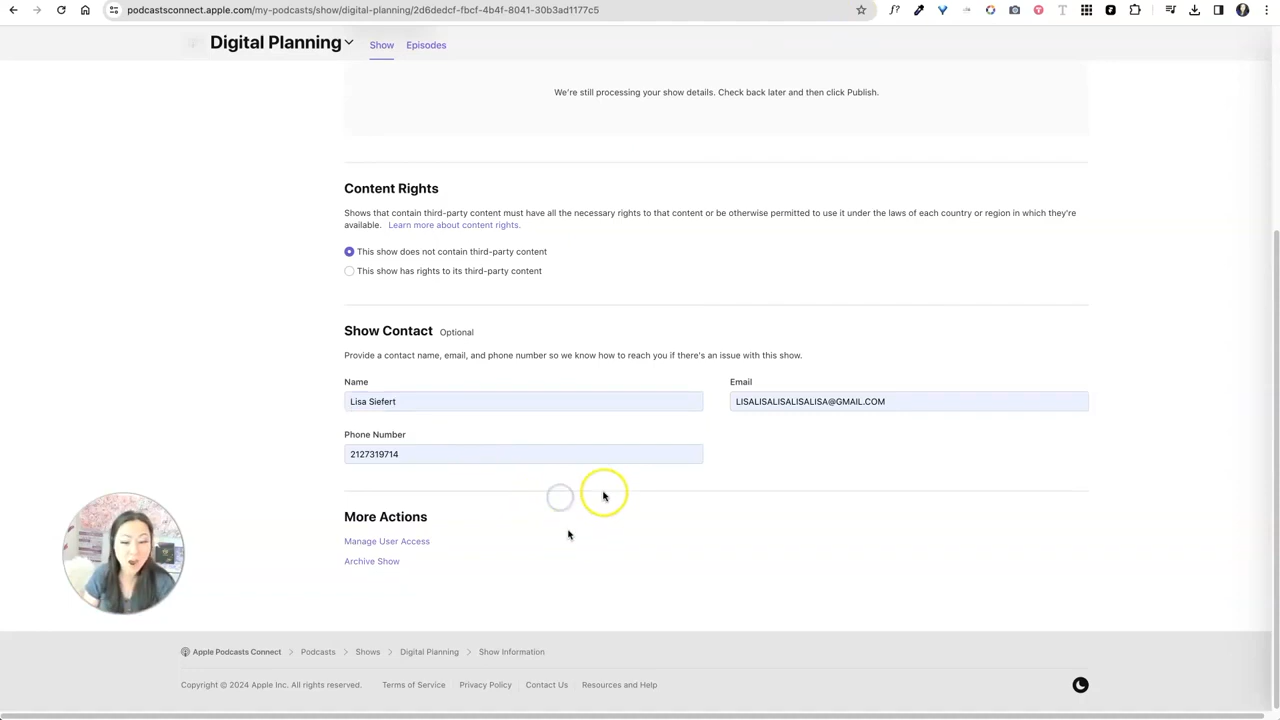 podcastsconnect.apple.com/my-podcasts/show/digital-planning/2d6dedcf-fbcf-4b4f-8041-30b3ad1177c5
Digital Planning Show Episodes
We're still processing your show details. Check back later and then click Publish.
Content Rights
Shows that contain third-party content must have all the necessary rights to that content or be otherwise permitted to use it under the laws of each country or region in which they're
available. Learn more about content rights.
This show does not contain third-party content
This show has rights to its third-party content
Show Contact Optional
Provide a contact name, email, and phone number so we know how to reach you if there's an issue with this show.
Name Email
Lisa Siefert LISALISALISALISALISA@GMAIL.COM
Phone Number
2127319714
More Actions
Manage User Access
Archive Show
Apple Podcasts Connect Podcasts Shows Digital Planning Show Information
Copyright © 2024 Apple Inc. All rights reserved. Terms of Service Privacy Policy Contact Us Resources and Help